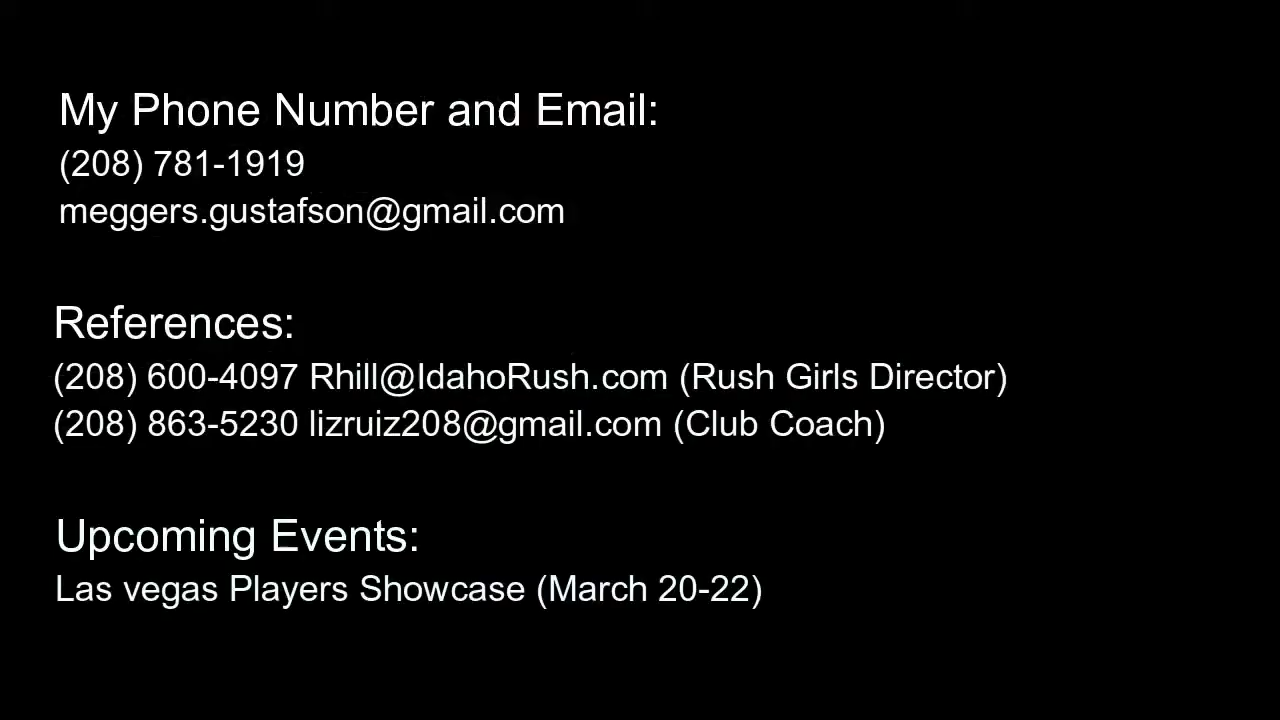 My Phone Number and Email:
(208) 781-1919
meggers.gustafson@gmail.com
References:
(208) 600-4097 Rhill@IdahoRush.com (Rush Girls Director)
(208) 863-5230 lizruiz208@gmail.com (Club Coach)
Upcoming Events:
Las vegas Players Showcase (March 20-22)